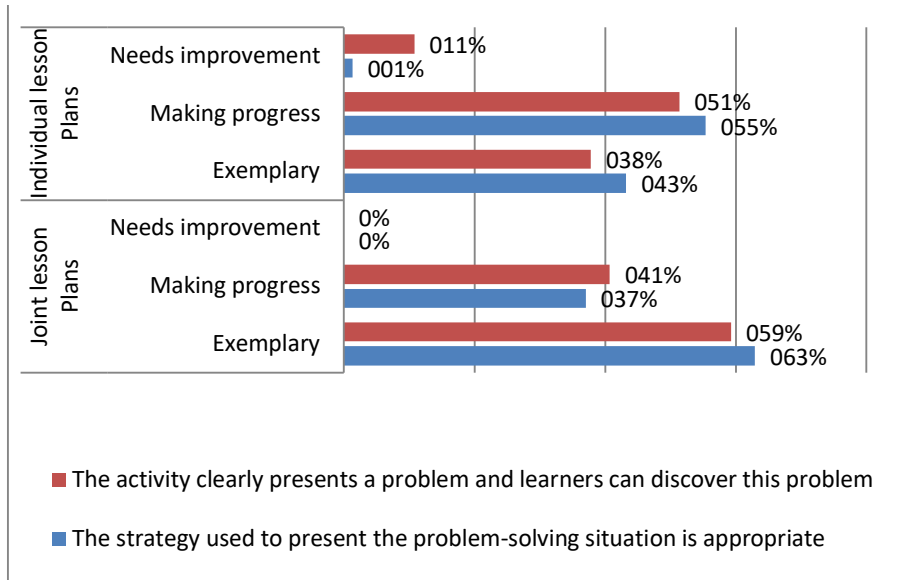 Individual lesson
Plans
Needs improvement
011%
001%
Making progress
051%
055%
Exemplary
038%
043%
Joint lesson
Plans
Needs improvement
0%
0%
Making progress
041%
037%
Exemplary
059%
063%
The activity clearly presents a problem and learners can discover this problem
The strategy used to present the problem-solving situation is appropriate